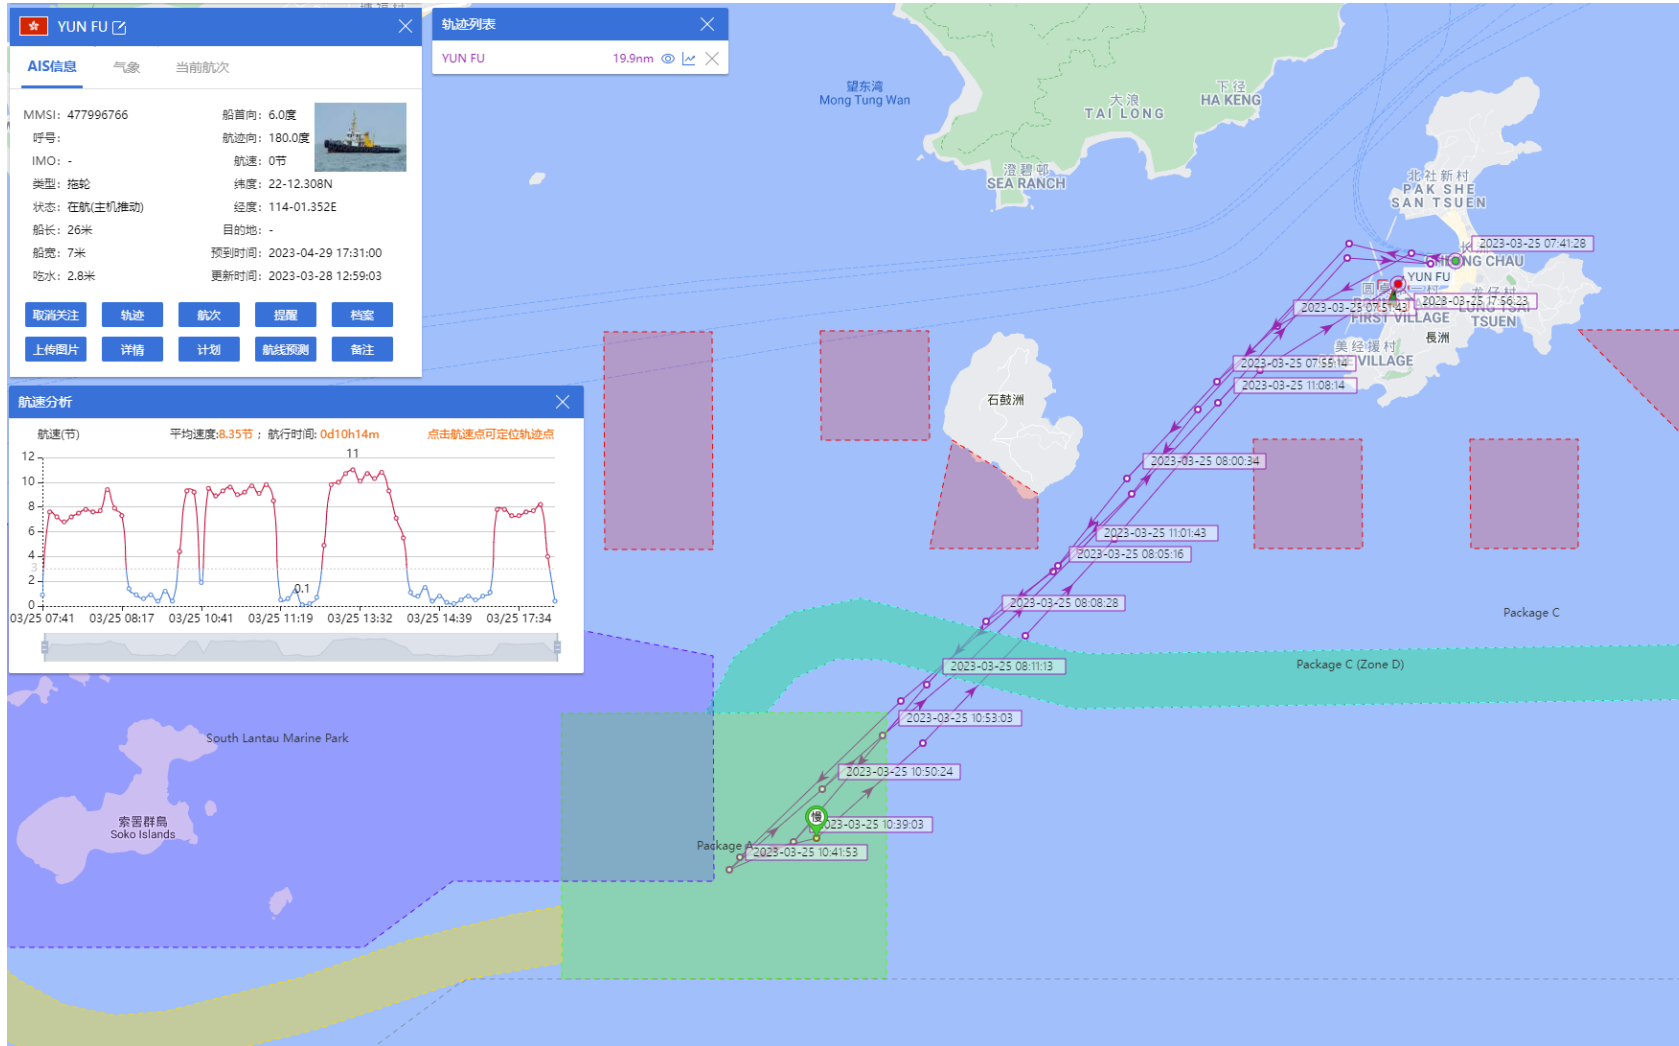 YUN FU
AIS信息
气象
当前航次
MMSI: 477996766
船首向: 6.0度
呼号:
航迹向: 180.0度
IMO: -
航速: 0节
类型: 拖轮
纬度: 22-12.308N
状态: 在航(主机推动)
经度: 114-01.352E
船长: 26米
目的地: -
船宽: 7米
预到时间: 2023-04-29 17:31:00
吃水: 2.8米
更新时间: 2023-03-28 12:59:03
取消关注
轨迹
航次
提醒
档案
上传图片
详情
计划
航线预测
备注
轨迹列表
YUN FU
19.9nm
航速分析
航速(节)
平均速度:8.35节 ; 航行时间: 0d10h14m
点击航速点可定位轨迹点
11
12
10
8
6
4
3
2
0
0.1
03/25 07:41
03/25 08:17
03/25 10:41
03/25 11:19
03/25 13:32
03/25 14:39
03/25 17:34
望东湾
Mong Tung Wan
大浪
TAI LONG
下径
HA KENG
澄碧邨
SEA RANCH
北社新村
PAK SHE
SAN TSUEN
2023-03-25 07:41:28
NG CHAU
YUN FU
2023-03-25 17:56:23
2023-03-25 07:51:43
FIRST VILLAGE
TSUEN
長洲
美经援村
VILLAGE
2023-03-25 07:55:14
2023-03-25 11:08:14
石鼓洲
2023-03-25 08:00:34
2023-03-25 11:01:43
2023-03-25 08:05:16
2023-03-25 08:08:28
Package C
2023-03-25 08:11:13
Package C (Zone D)
2023-03-25 10:53:03
South Lantau Marine Park
2023-03-25 10:50:24
慢
2023-03-25 10:39:03
索罟群島
Soko Islands
Package A
2023-03-25 10:41:53